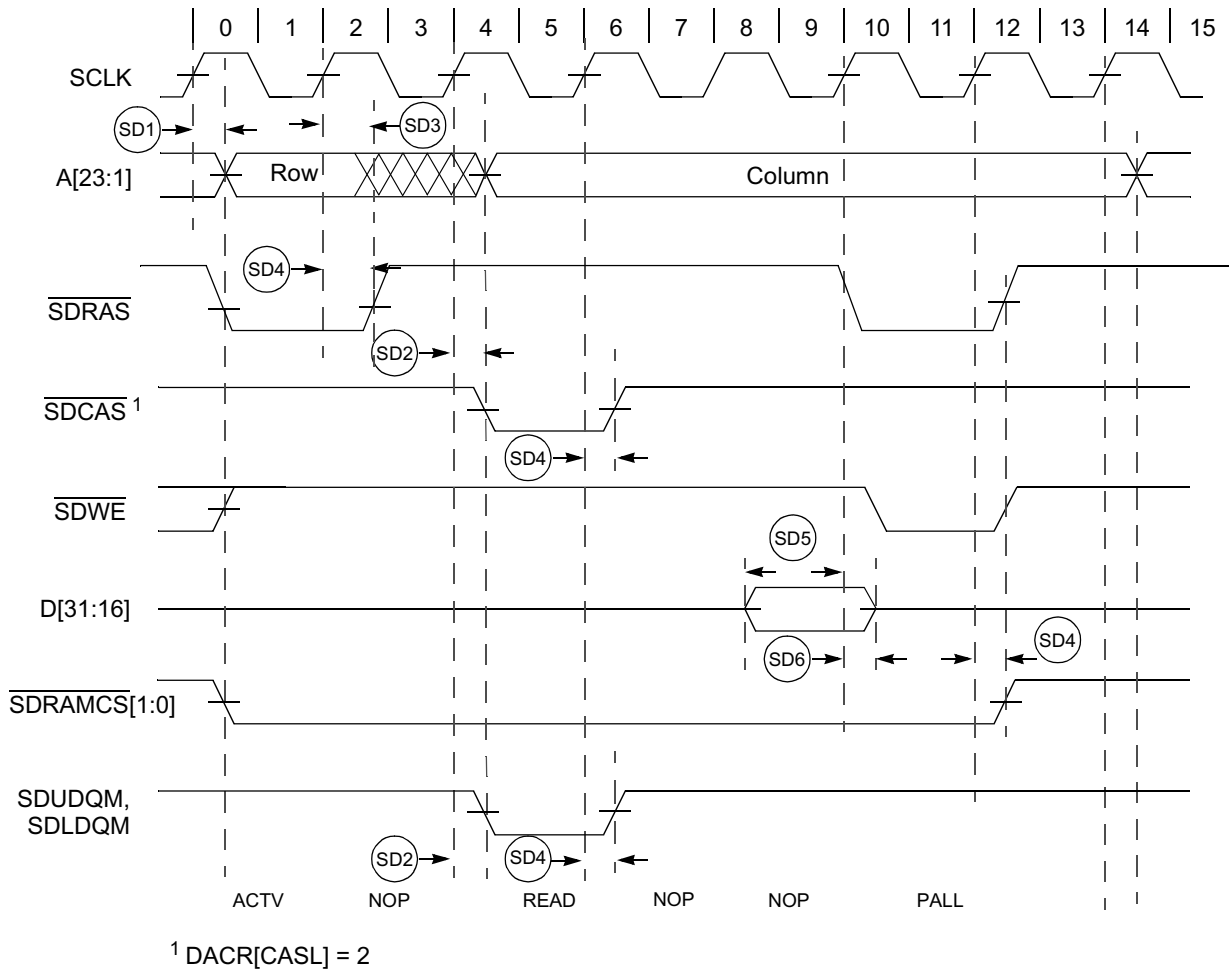 0 1 2 3 4 5 6 7 8 9 10 11 12 13 14 15
SCLK
SD1 SD3
A[23:1] Row Column
SD4
SDRAS
SD2
SDCAS 1
SD4
SDWE
SD5
D[31:16]
SD6 SD4
SDRAMCS[1:0]
SDUDQM,
SDLDQM
SD2 SD4
ACTV NOP READ NOP NOP PALL
1 DACR[CASL] = 2